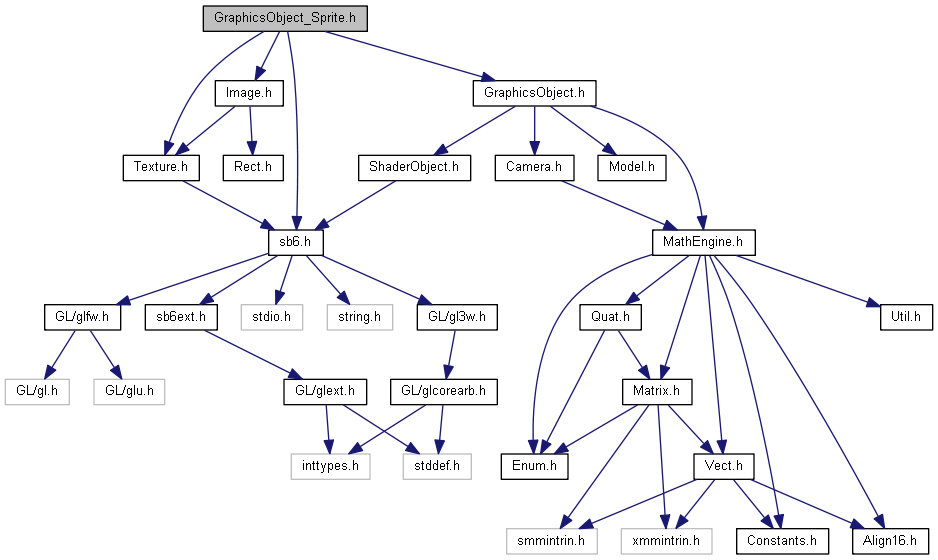 GraphicsObject_Sprite.h
Image.h
GraphicsObject.h
Texture.h
Rect.h
ShaderObject.h
Camera.h
Model.h
sb6.h
MathEngine.h
GL/glfw.h
sb6ext.h
stdio.h
string.h
GL/gl3w.h
Quat.h
Util.h
GL/gl.h
GL/glu.h
GL/glext.h
GL/glcorearb.h
Matrix.h
inttypes.h
stddef.h
Enum.h
Vect.h
smmintrin.h
xmmintrin.h
Constants.h
Align16.h